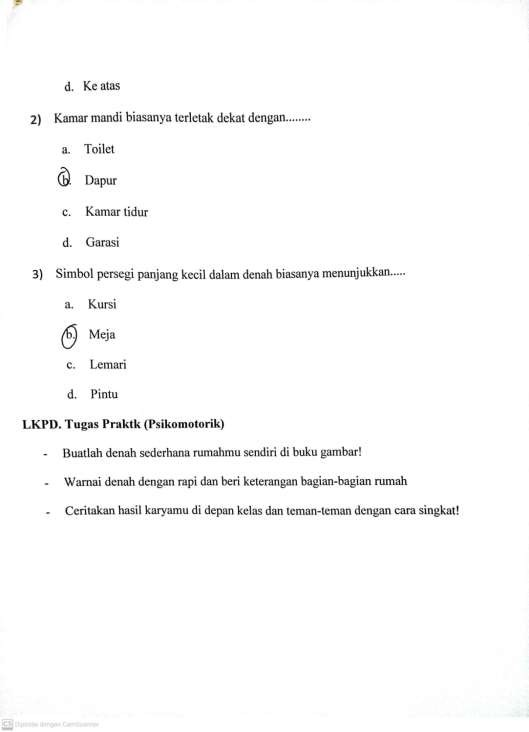 d. Ke atas
2) Kamar mandi biasanya terletak dekat dengan........
a. Toilet
b. Dapur
c. Kamar tidur
d. Garasi
3) Simbol persegi panjang kecil dalam denah biasanya menunjukkan.....
a. Kursi
b. Meja
c. Lemari
d. Pintu
LKPD. Tugas Praktk (Psikomotorik)
- Buatlah denah sederhana rumahmu sendiri di buku gambar!
- Warnai denah dengan rapi dan beri keterangan bagian-bagian rumah
- Ceritakan hasil karyamu di depan kelas dan teman-teman dengan cara singkat!
CS Dipindai dengan CamScanner